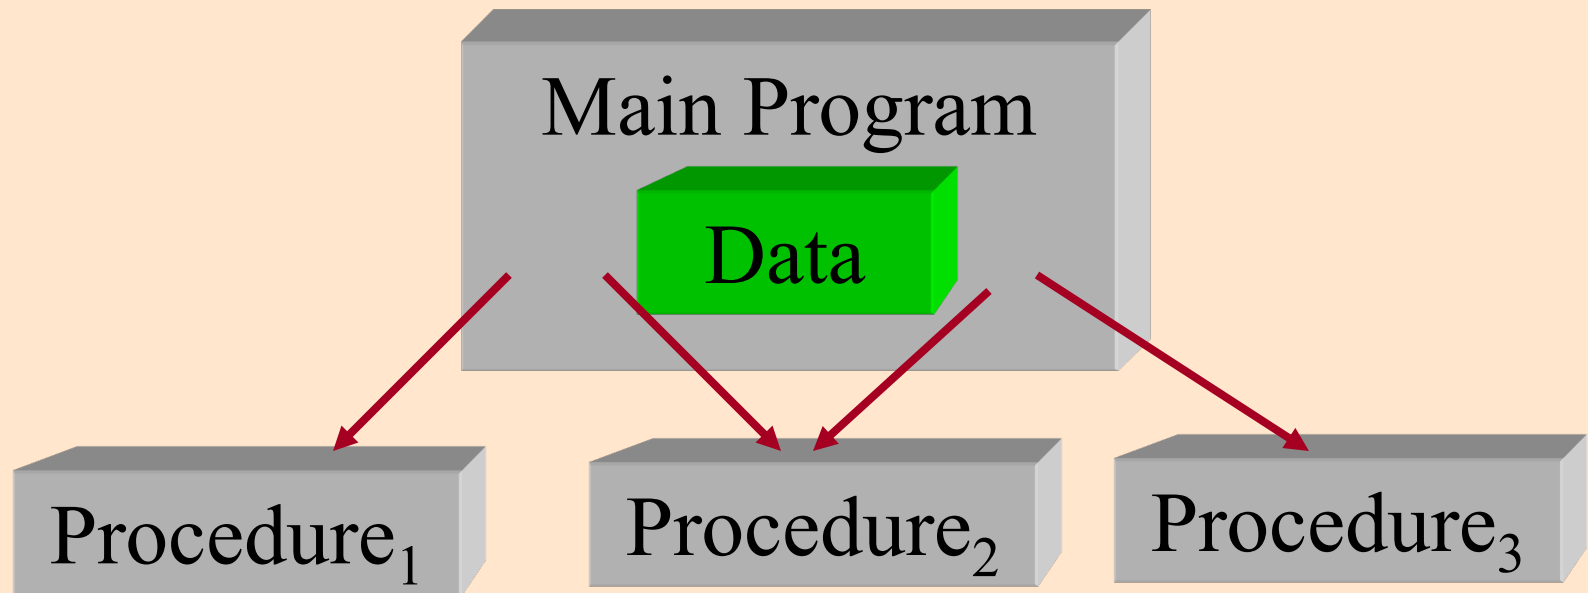 Main Program
Data
Procedure₁
Procedure₂
Procedure₃